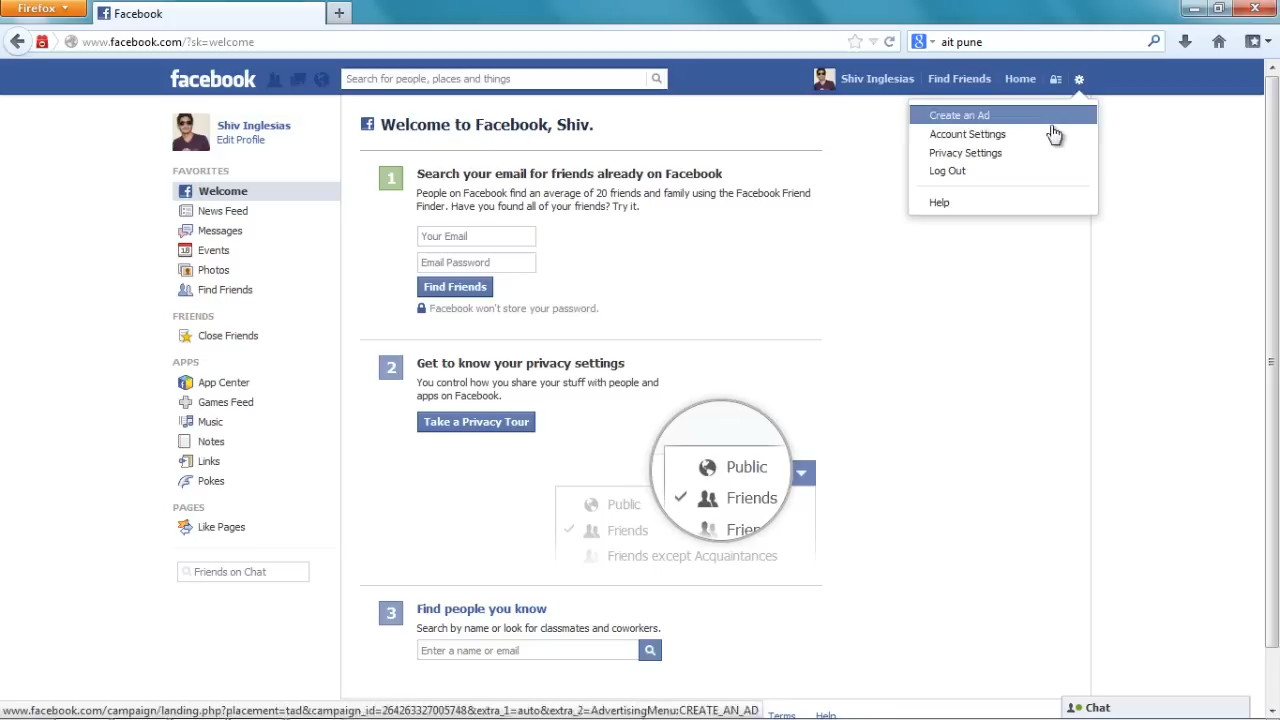 Firefox
Facebook
www.facebook.com/?sk=welcome
ait pune
facebook
Search for people, places and things
Shiv Inglesias
Find Friends
Home
Create an Ad
Account Settings
Privacy Settings
Log Out
Help
Shiv Inglesias
Edit Profile
FAVORITES
Welcome
News Feed
Messages
Events
Photos
Find Friends
FRIENDS
Close Friends
APPS
App Center
Games Feed
Music
Notes
Links
Pokes
PAGES
Like Pages
Friends on Chat
Welcome to Facebook, Shiv.
1
Search your email for friends already on Facebook
People on Facebook find an average of 20 friends and family using the Facebook Friend
Finder. Have you found all of your friends? Try it.
Your Email
Email Password
Find Friends
Facebook won't store your password.
2
Get to know your privacy settings
You control how you share your stuff with people and
apps on Facebook.
Take a Privacy Tour
Public
Friends
Public
Friends
Friends except Acquaintances
3
Find people you know
Search by name or look for classmates and coworkers.
Enter a name or email
www.facebook.com/campaign/landing.php?placement=tad&campaign_id=264263327005748&extra_1=auto&extra_2=AdvertisingMenu:CREATE_AN_AD
Terms
Help
Chat